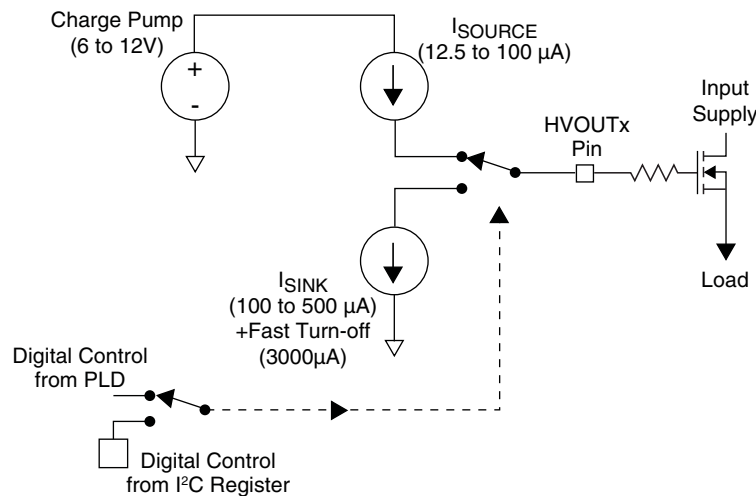 Charge Pump
(6 to 12V)
+
-
ISOURCE
(12.5 to 100 µA)
Input
Supply
HVOUTx
Pin
Load
ISINK
(100 to 500 µA)
+Fast Turn-off
(3000µA)
Digital Control
from PLD
Digital Control
from I²C Register